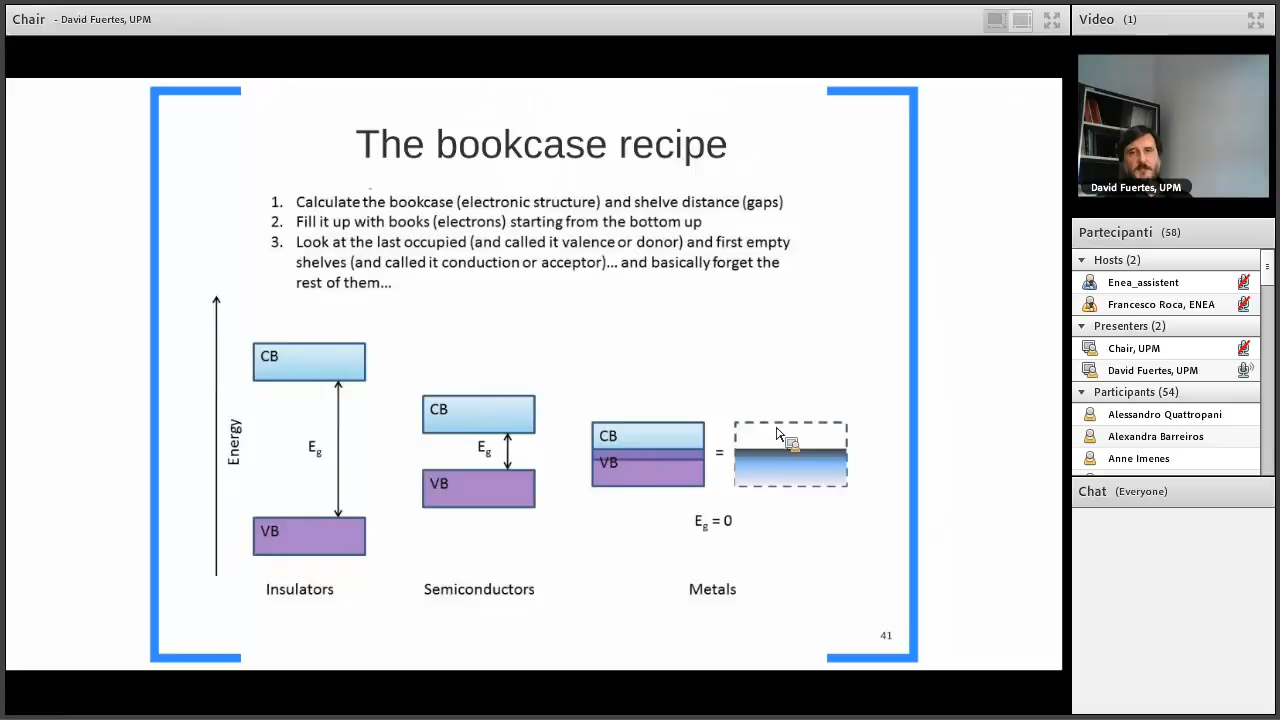 Chair - David Fuertes, UPM
Video (1)
The bookcase recipe
1. Calculate the bookcase (electronic structure) and shelve distance (gaps)
2. Fill it up with books (electrons) starting from the bottom up
3. Look at the last occupied (and called it valence or donor) and first empty
shelves (and called it conduction or acceptor)... and basically forget the
rest of them...
Energy
CB
Eg
VB
Insulators
CB
Eg
VB
Semiconductors
CB
VB
=
Eg = 0
Metals
41
David Fuertes, UPM
Partecipanti (58)
Hosts (2)
Enea_assistent
Francesco Roca, ENEA
Presenters (2)
Chair, UPM
David Fuertes, UPM
Participants (54)
Alessandro Quattropani
Alexandra Barreiros
Anne Imenes
Chat (Everyone)